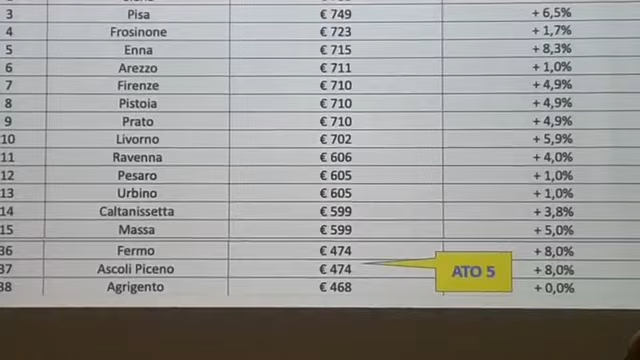 3 Pisa € 749 + 6,5%
4 Frosinone € 723 + 1,7%
5 Enna € 715 + 8,3%
6 Arezzo € 711 + 1,0%
7 Firenze € 710 + 4,9%
8 Pistoia € 710 + 4,9%
9 Prato € 710 + 4,9%
10 Livorno € 702 + 5,9%
11 Ravenna € 606 + 4,0%
12 Pesaro € 605 + 1,0%
13 Urbino € 605 + 1,0%
14 Caltanissetta € 599 + 3,8%
15 Massa € 599 + 5,0%
36 Fermo € 474 + 8,0%
37 Ascoli Piceno € 474 ATO 5 + 8,0%
38 Agrigento € 468 + 0,0%